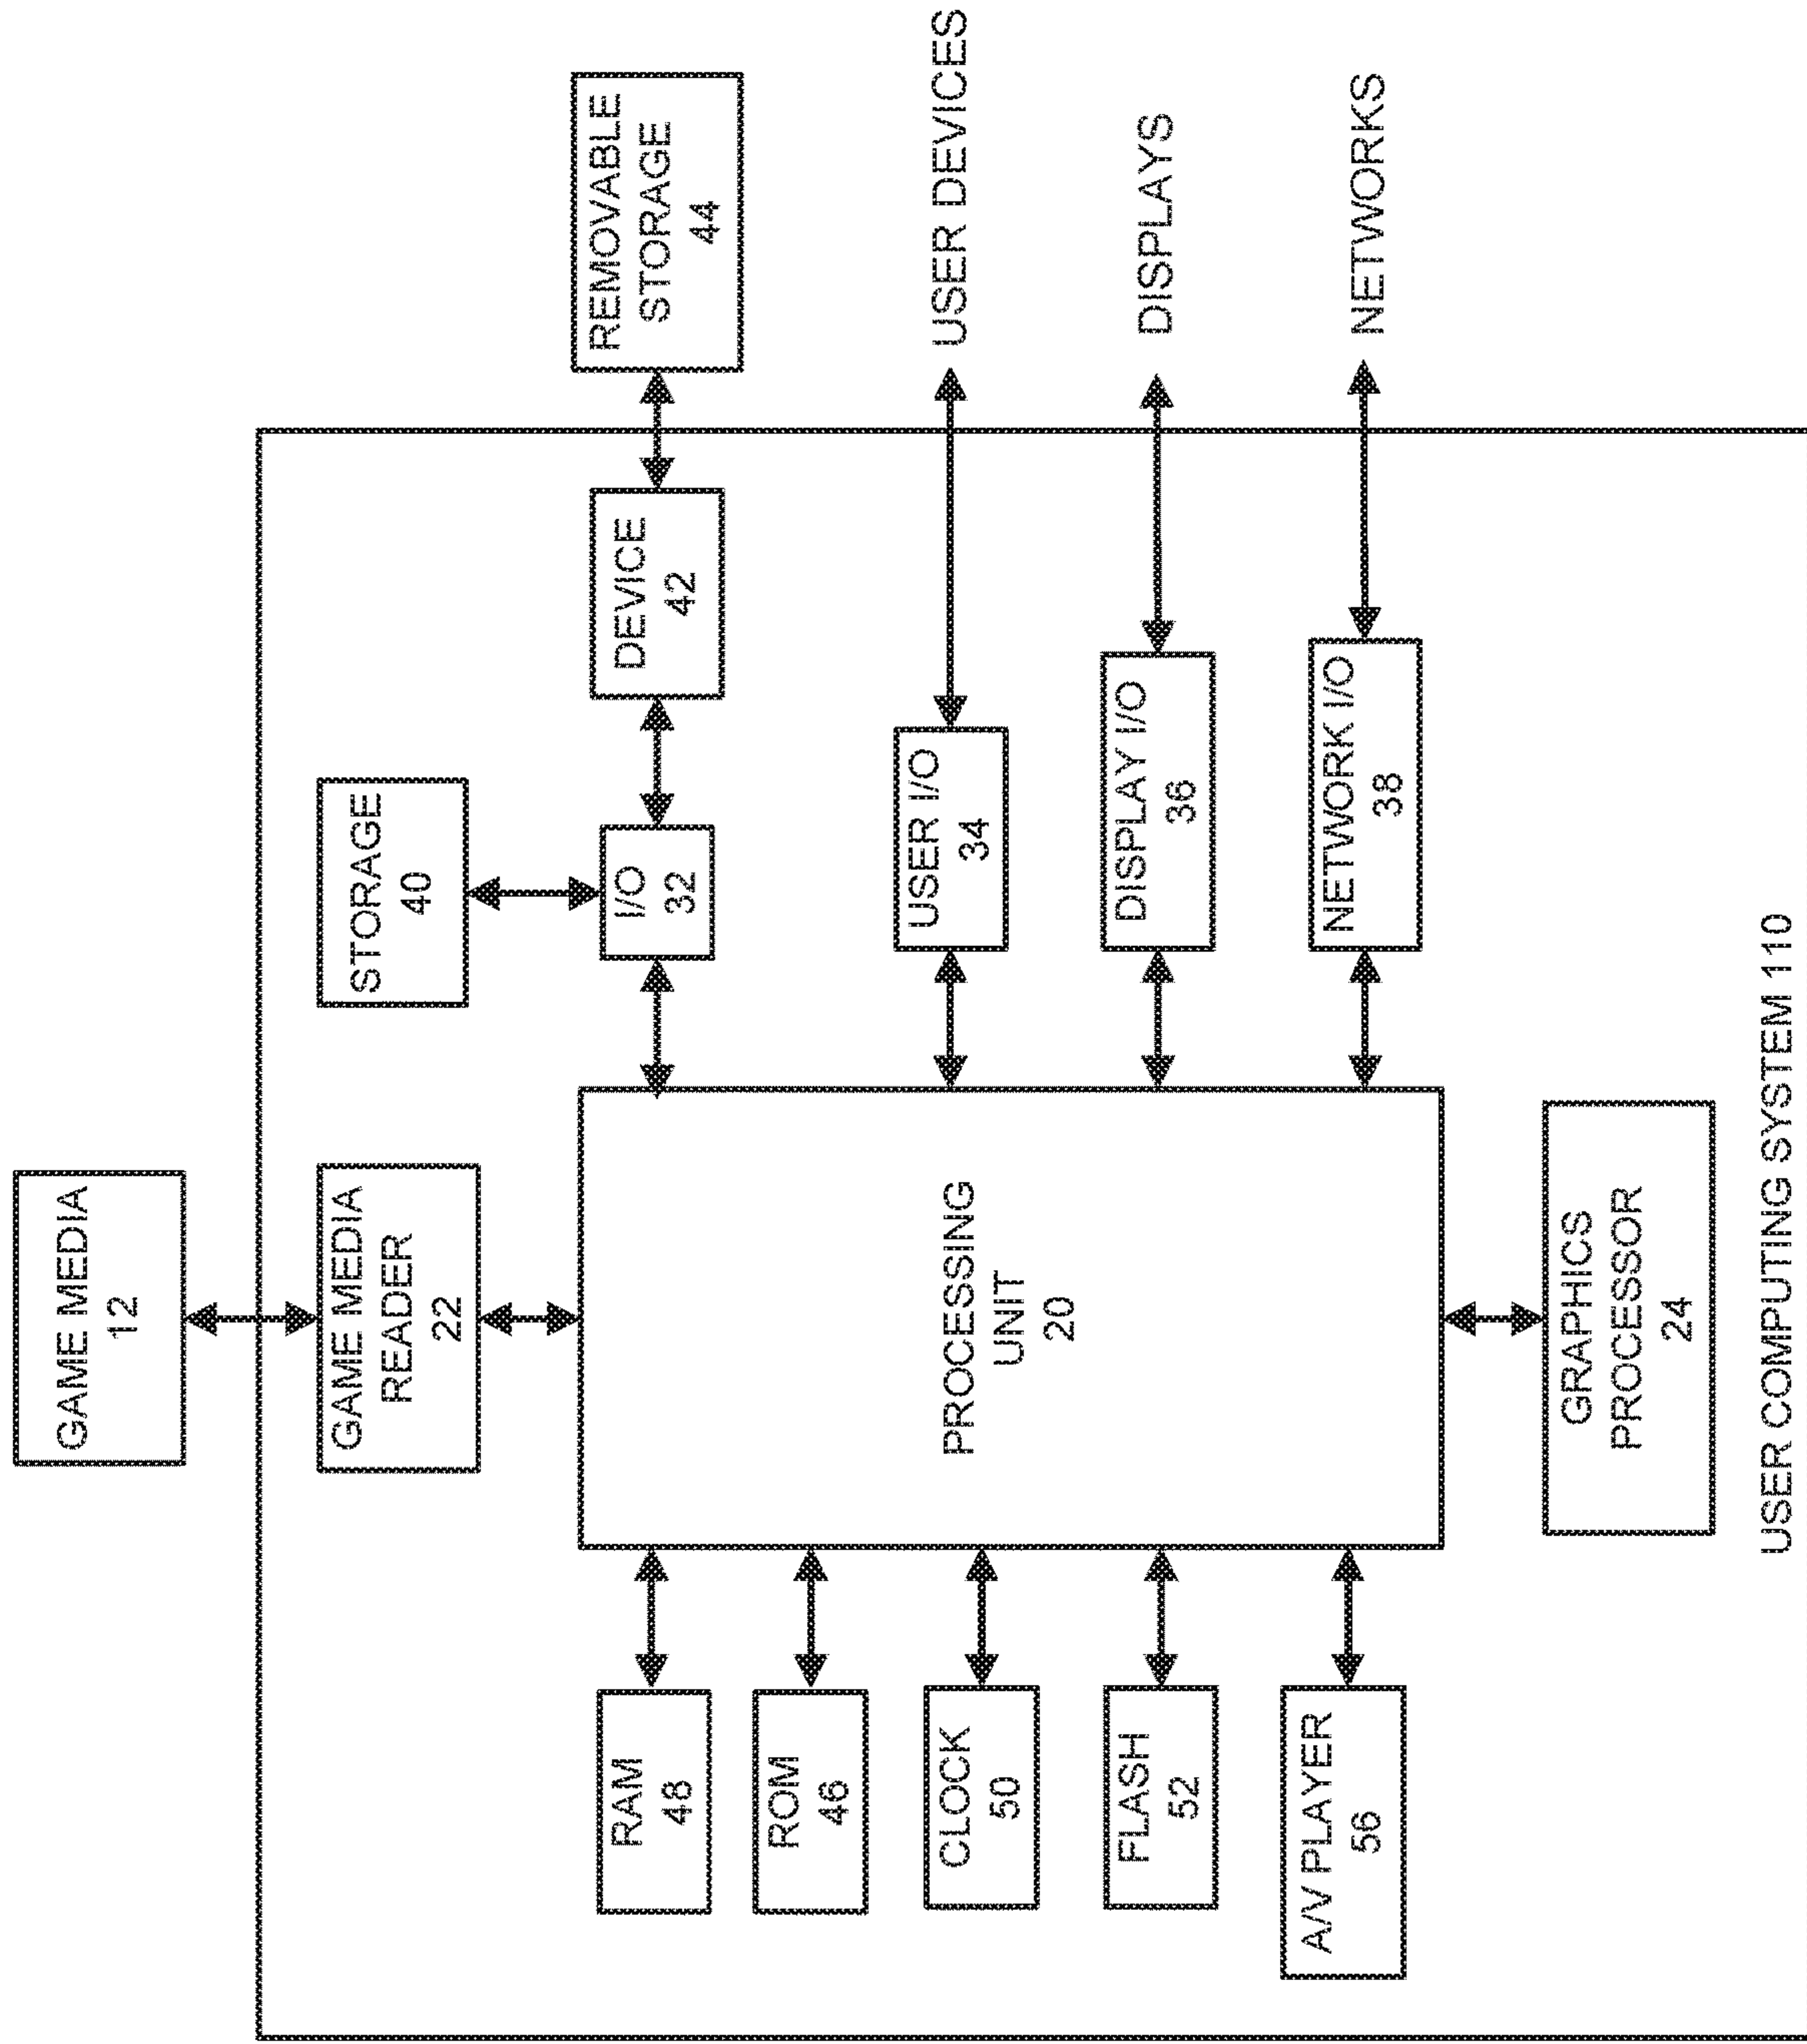 GAME MEDIA
12
GAME MEDIA
READER
22
STORAGE
40
RAM
48
I/O
32
DEVICE
42
REMOVABLE
STORAGE
44
ROM
46
PROCESSING
UNIT
20
USER I/O
34
USER DEVICES
CLOCK
50
FLASH
52
DISPLAY I/O
36
DISPLAYS
A/V PLAYER
56
NETWORK I/O
38
NETWORKS
GRAPHICS
PROCESSOR
24
USER COMPUTING SYSTEM 110